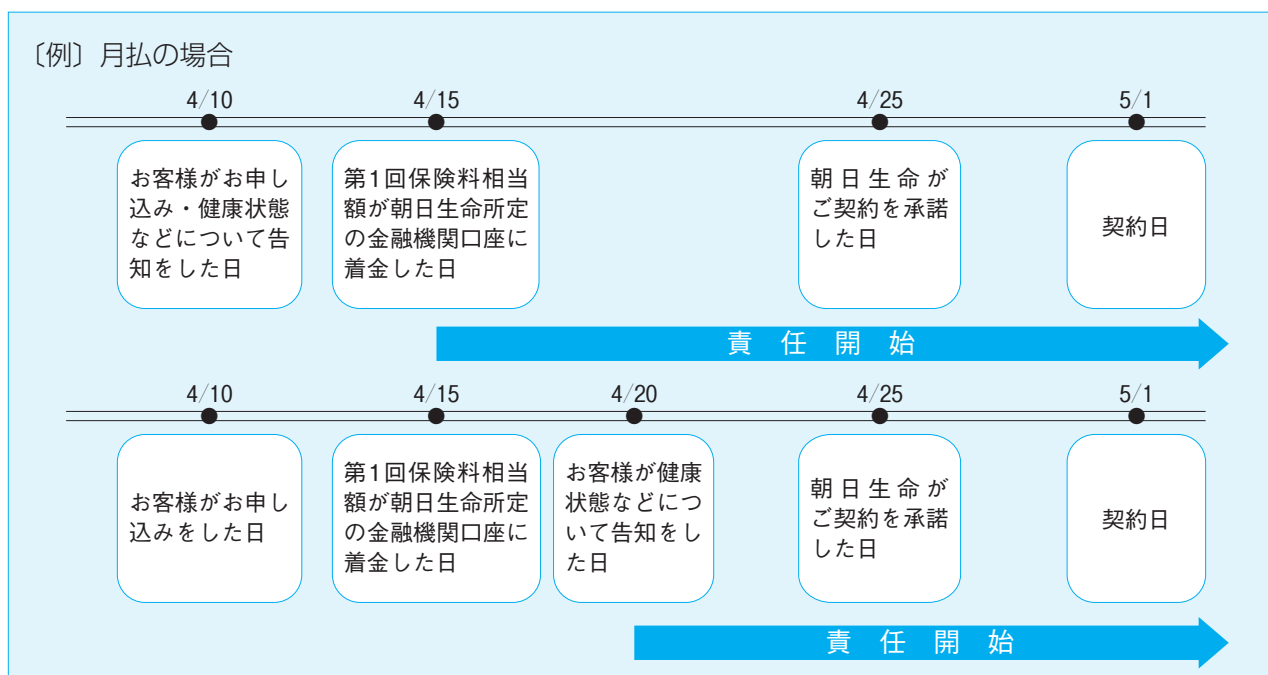 〔例〕月払の場合
4/10
4/15
4/25
5/1
お客様がお申し
込み・健康状態
などについて告
知をした日
第1回保険料相当
額が朝日生命所定
の金融機関口座に
着金した日
朝日生命が
ご契約を承諾
した日
契約日
責任開始
4/10
4/15
4/20
4/25
5/1
お客様がお申し
込みをした日
第1回保険料相当
額が朝日生命所定
の金融機関口座に
着金した日
お客様が健康
状態などにつ
いて告知をし
た日
朝日生命が
ご契約を承諾
した日
契約日
責任開始